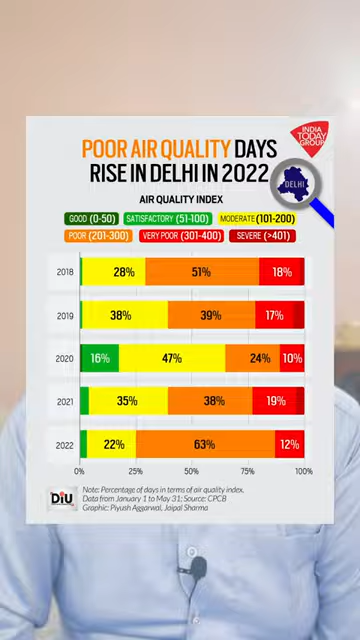 INDIA
TODAY
GROUP
POOR AIR QUALITY DAYS
RISE IN DELHI IN 2022
DELHI
AIR QUALITY INDEX
GOOD (0-50) SATISFACTORY (51-100) MODERATE (101-200)
POOR (201-300) VERY POOR (301-400) SEVERE (>401)
2018 28% 51% 18%
2019 38% 39% 17%
2020 16% 47% 24% 10%
2021 35% 38% 19%
2022 22% 63% 12%
0% 25% 50% 75% 100%
DiU
Note: Percentage of days in terms of air quality index.
Data from January 1 to May 31; Source: CPCB
Graphic: Piyush Aggarwal, Jaipal Sharma